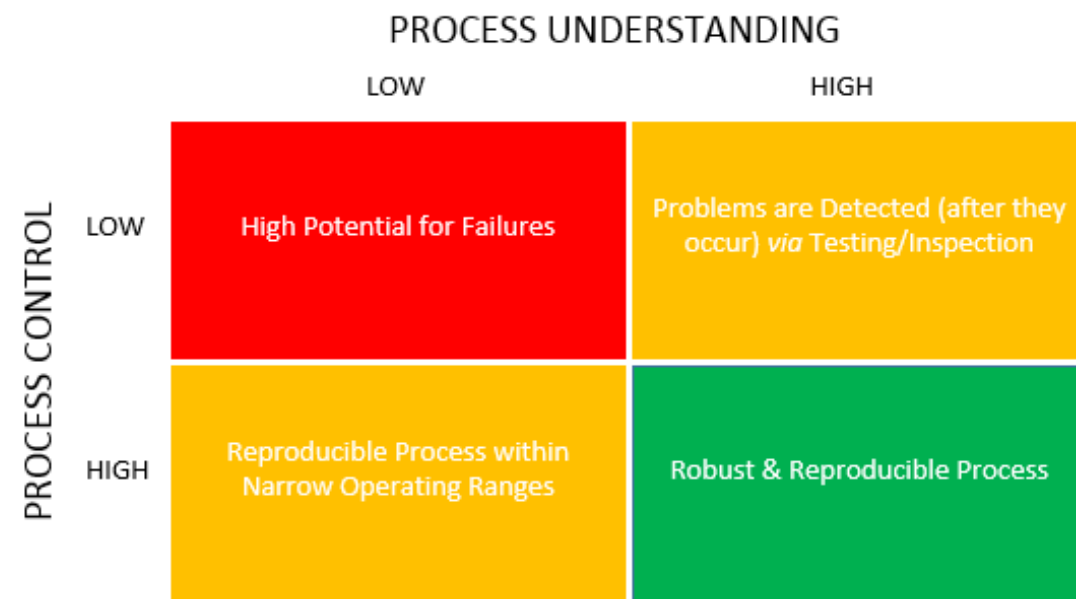 PROCESS UNDERSTANDING
LOW
HIGH
PROCESS CONTROL
LOW
High Potential for Failures
Problems are Detected (after they
occur) via Testing/Inspection
HIGH
Reproducible Process within
Narrow Operating Ranges
Robust & Reproducible Process